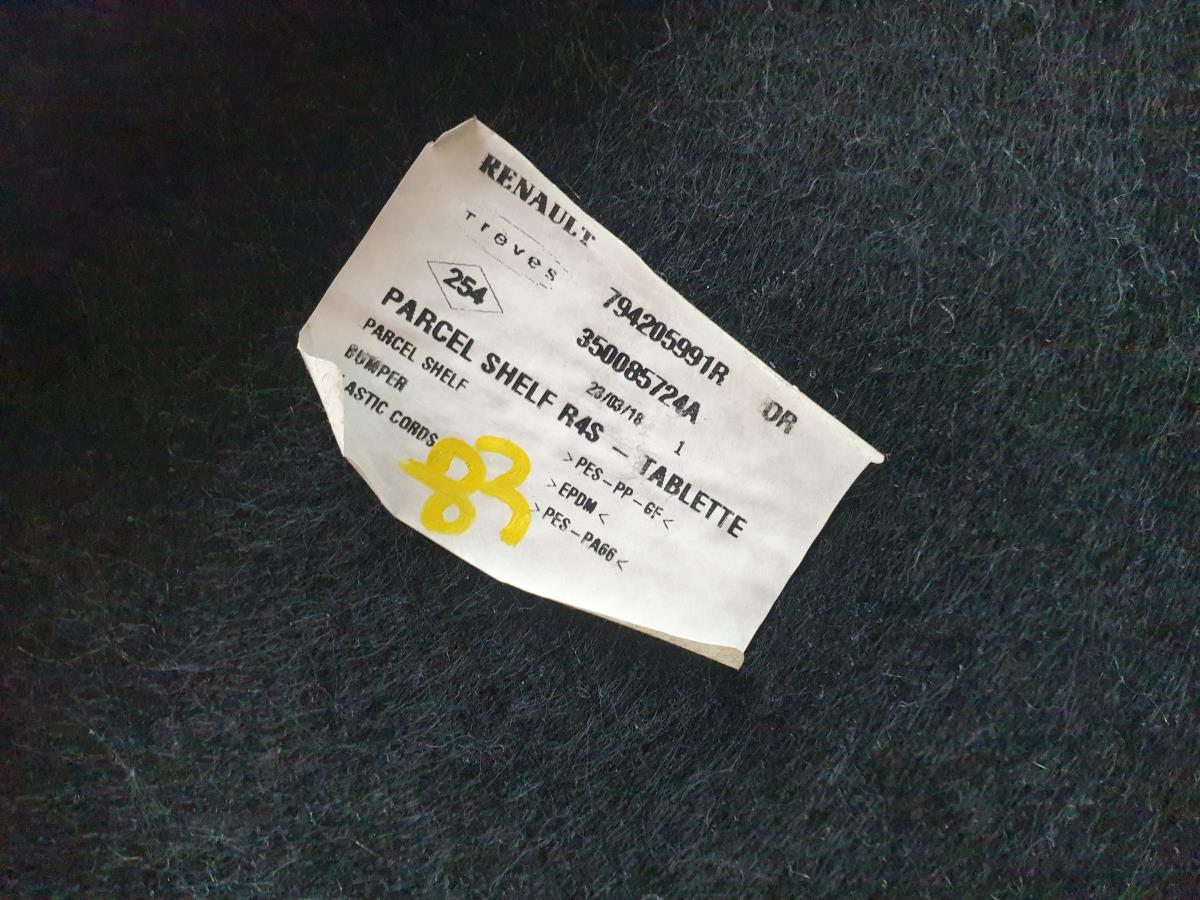 RENAULT
Trèves
794205991R DR
254
350085724A
23/03/18 1
PARCEL SHELF R4S – TABLETTE
PARCEL SHELF >PES–PP–GF<
BUMPER >EPDM<
ASTIC CORDS >PES–PA66<
83